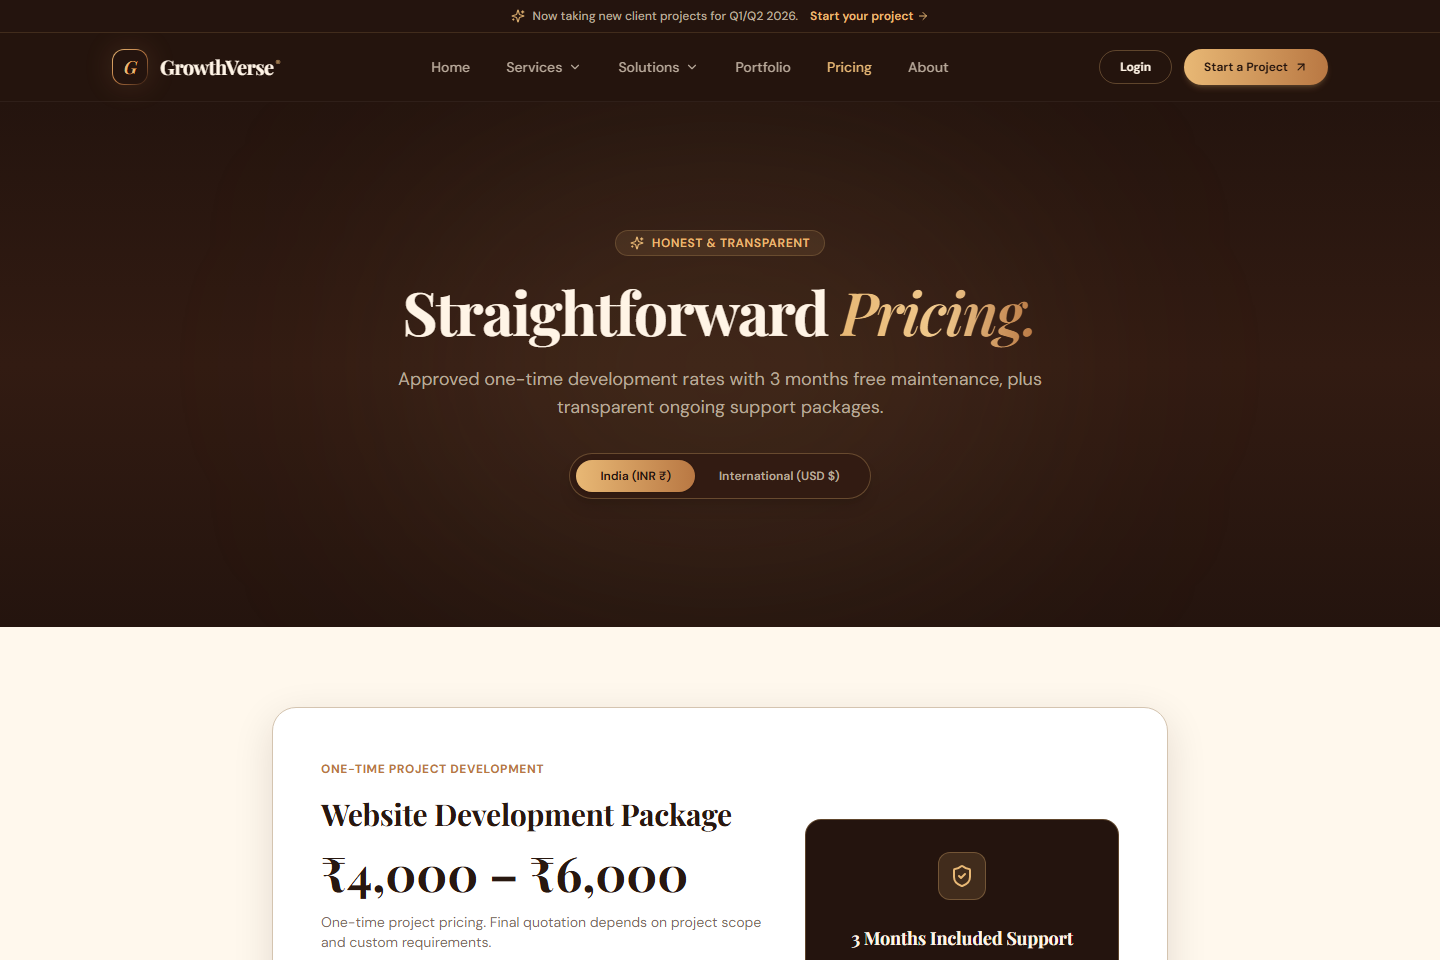 Now taking new client projects for Q1/Q2 2026. Start your project →
G GrowthVerse®
Home Services Solutions Portfolio Pricing About
Login Start a Project
HONEST & TRANSPARENT
Straightforward Pricing.
Approved one-time development rates with 3 months free maintenance, plus
transparent ongoing support packages.
India (INR ₹) International (USD $)
ONE-TIME PROJECT DEVELOPMENT
Website Development Package
₹4,000 – ₹6,000
One-time project pricing. Final quotation depends on project scope
and custom requirements.
3 Months Included Support